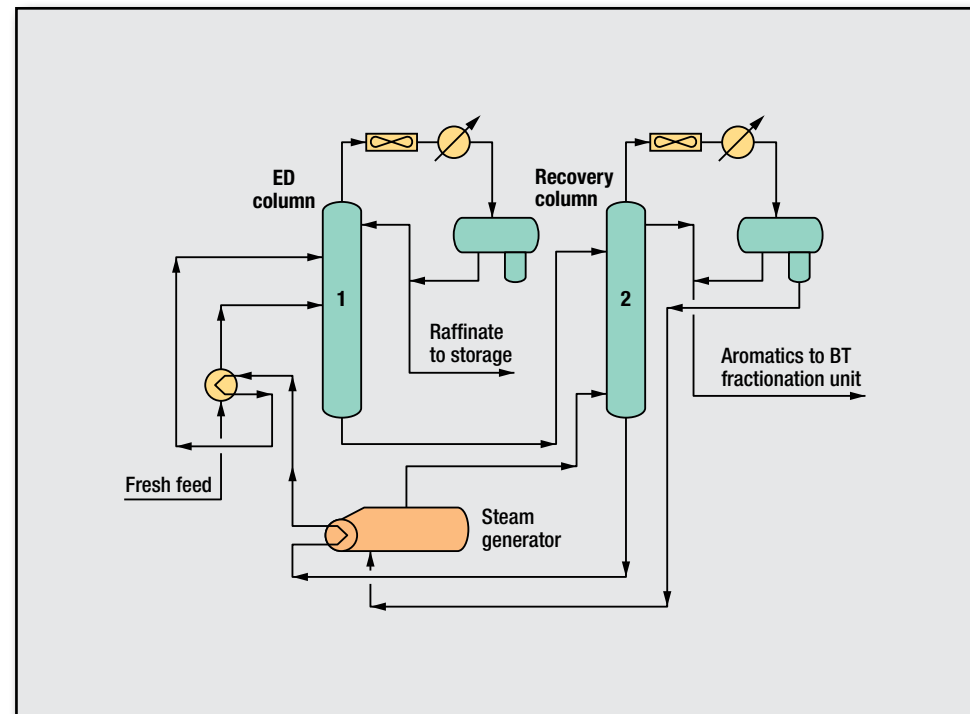 ED
column
Recovery
column
1
2
Raffinate
to storage
Aromatics to BT
fractionation unit
Fresh feed
Steam
generator